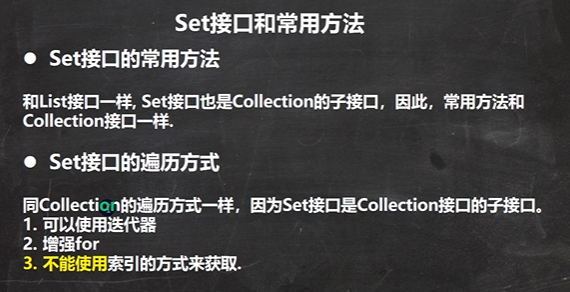 Set接口和常用方法
● Set接口的常用方法
和List接口一样, Set接口也是Collection的子接口，因此，常用方法和
Collection接口一样.
● Set接口的遍历方式
同Collection的遍历方式一样，因为Set接口是Collection接口的子接口。
1. 可以使用迭代器
2. 增强for
3. 不能使用索引的方式来获取.